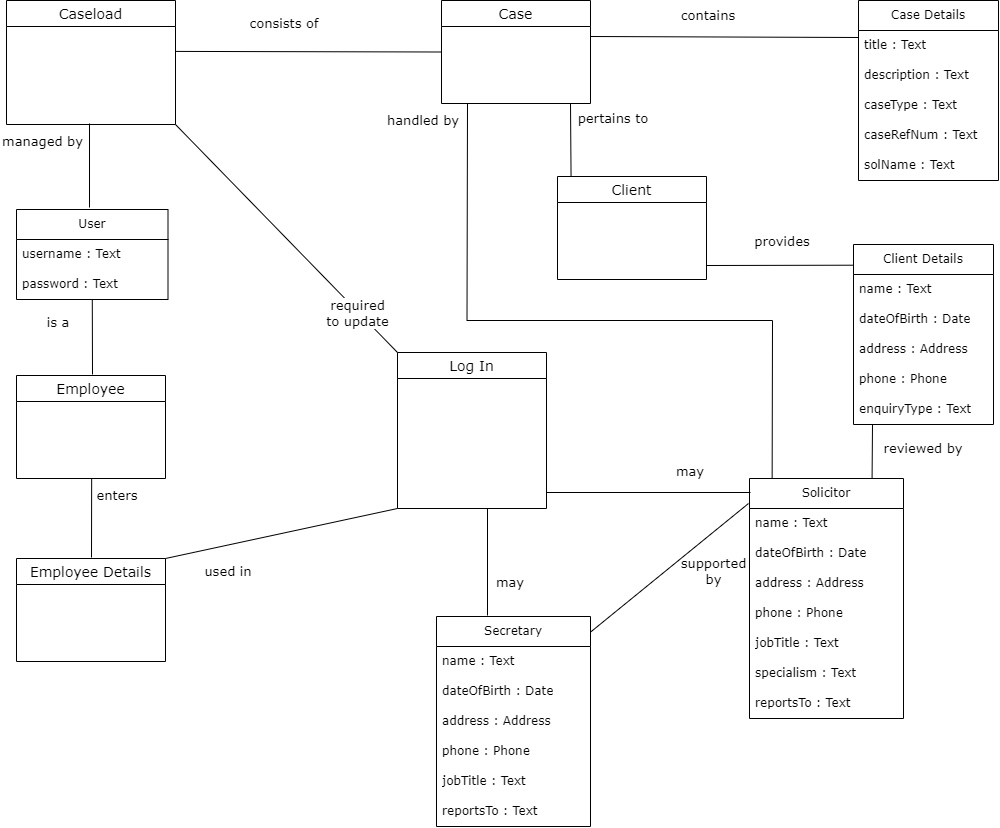 Caseload
consists of
Case
contains
Case Details
title : Text
description : Text
caseType : Text
caseRefNum : Text
solName : Text
managed by
handled by
pertains to
User
username : Text
password : Text
Client
provides
Client Details
name : Text
dateOfBirth : Date
address : Address
phone : Phone
enquiryType : Text
is a
required
to update
Employee
Log In
reviewed by
enters
may
Solicitor
name : Text
dateOfBirth : Date
address : Address
phone : Phone
jobTitle : Text
specialism : Text
reportsTo : Text
Employee Details
used in
may
supported
by
Secretary
name : Text
dateOfBirth : Date
address : Address
phone : Phone
jobTitle : Text
reportsTo : Text